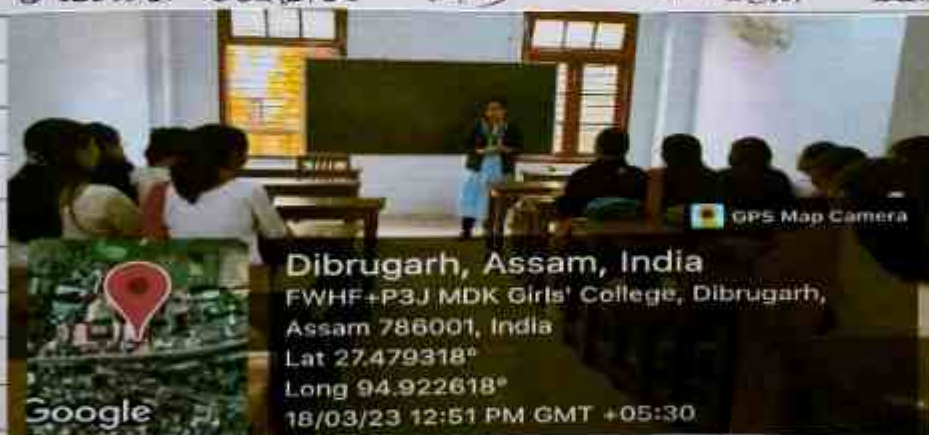 GPS Map Camera
Dibrugarh, Assam, India
FWHF+P3J MDK Girls' College, Dibrugarh,
Assam 786001, India
Lat 27.479318°
Long 94.922618°
18/03/23 12:51 PM GMT +05:30
Google